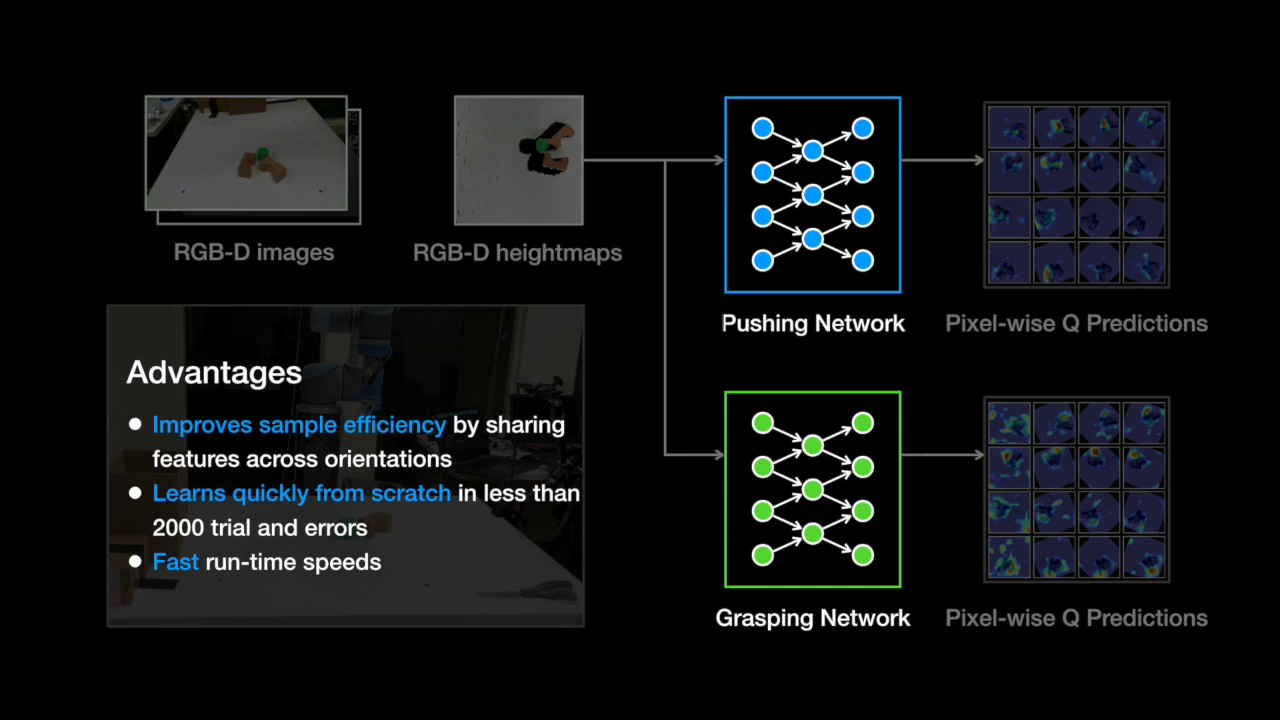 RGB-D images
RGB-D heightmaps
Pushing Network
Pixel-wise Q Predictions
Advantages
Improves sample efficiency by sharing
features across orientations
Learns quickly from scratch in less than
2000 trial and errors
Fast run-time speeds
Grasping Network
Pixel-wise Q Predictions